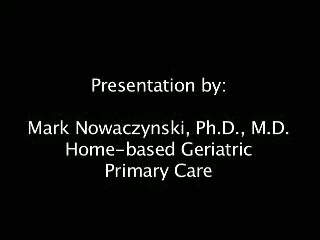 Presentation by:
Mark Nowaczynski, Ph.D., M.D.
Home-based Geriatric
Primary Care